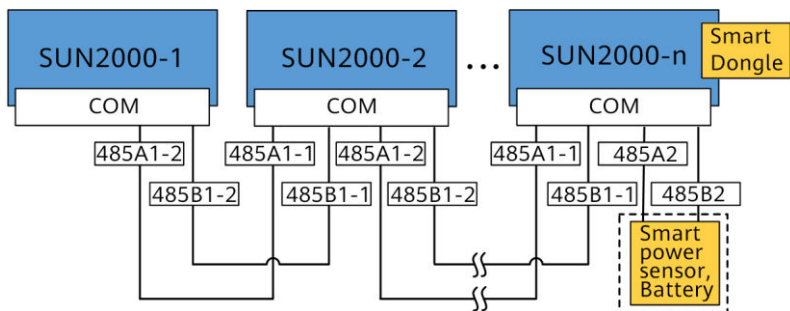 SUN2000-1
SUN2000-2
...
SUN2000-n
Smart
Dongle
COM
COM
COM
485A1-2
485A1-1
485A1-2
485A1-1
485A2
485B1-2
485B1-1
485B1-2
485B1-1
485B2
Smart
power
sensor,
Battery